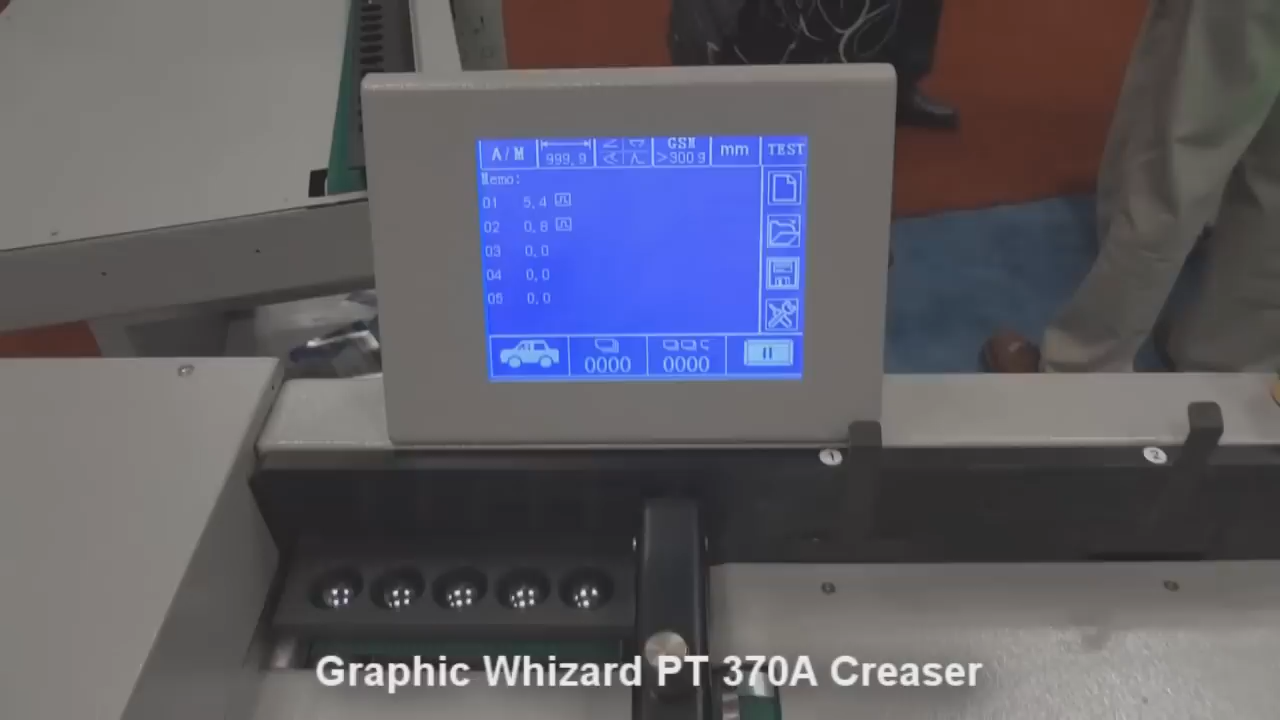 A/M 999,9 GSM >300g mm TEST
Memo:
01 5,4
02 0,8
03 0,0
04 0,0
05 0,0
0000 0000
1 2
Graphic Whizard PT 370A Creaser